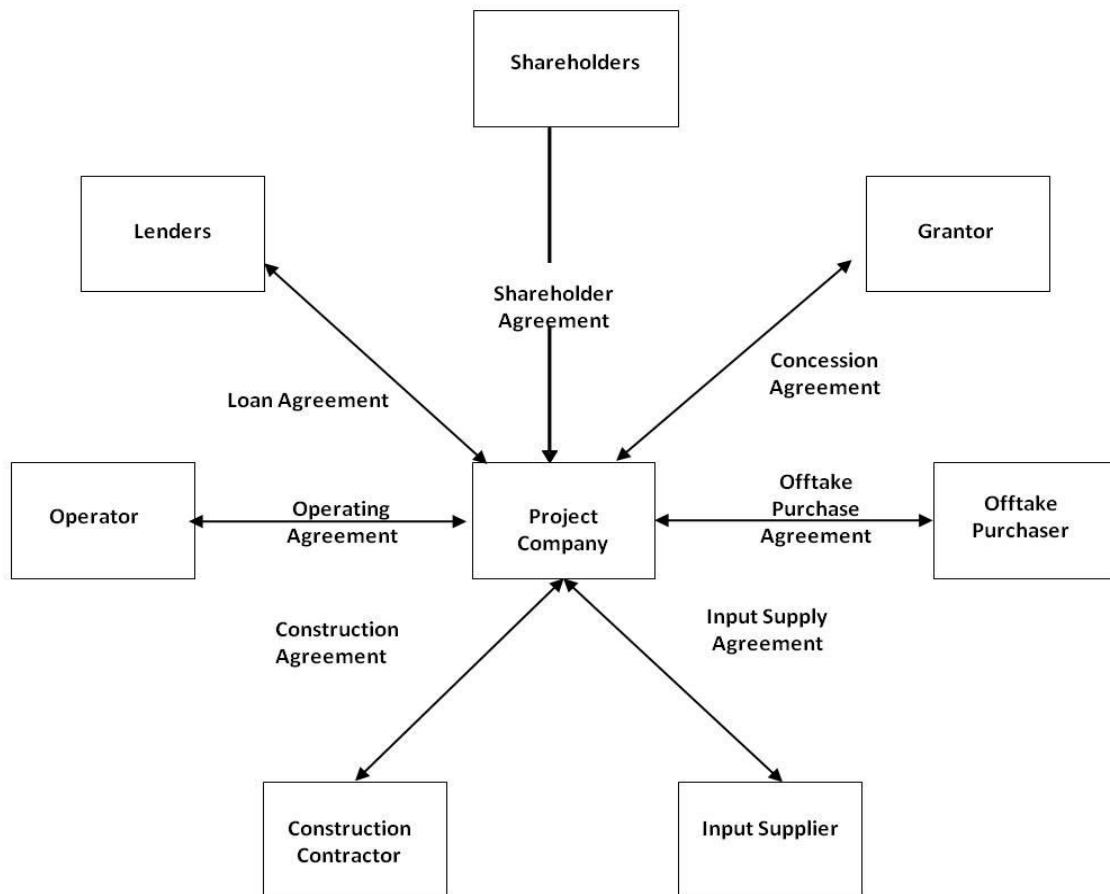 Shareholders
Lenders
Grantor
Shareholder
Agreement
Concession
Agreement
Loan Agreement
Operator
Operating
Agreement
Project
Company
Offtake
Purchase
Agreement
Offtake
Purchaser
Construction
Agreement
Input Supply
Agreement
Construction
Contractor
Input Supplier